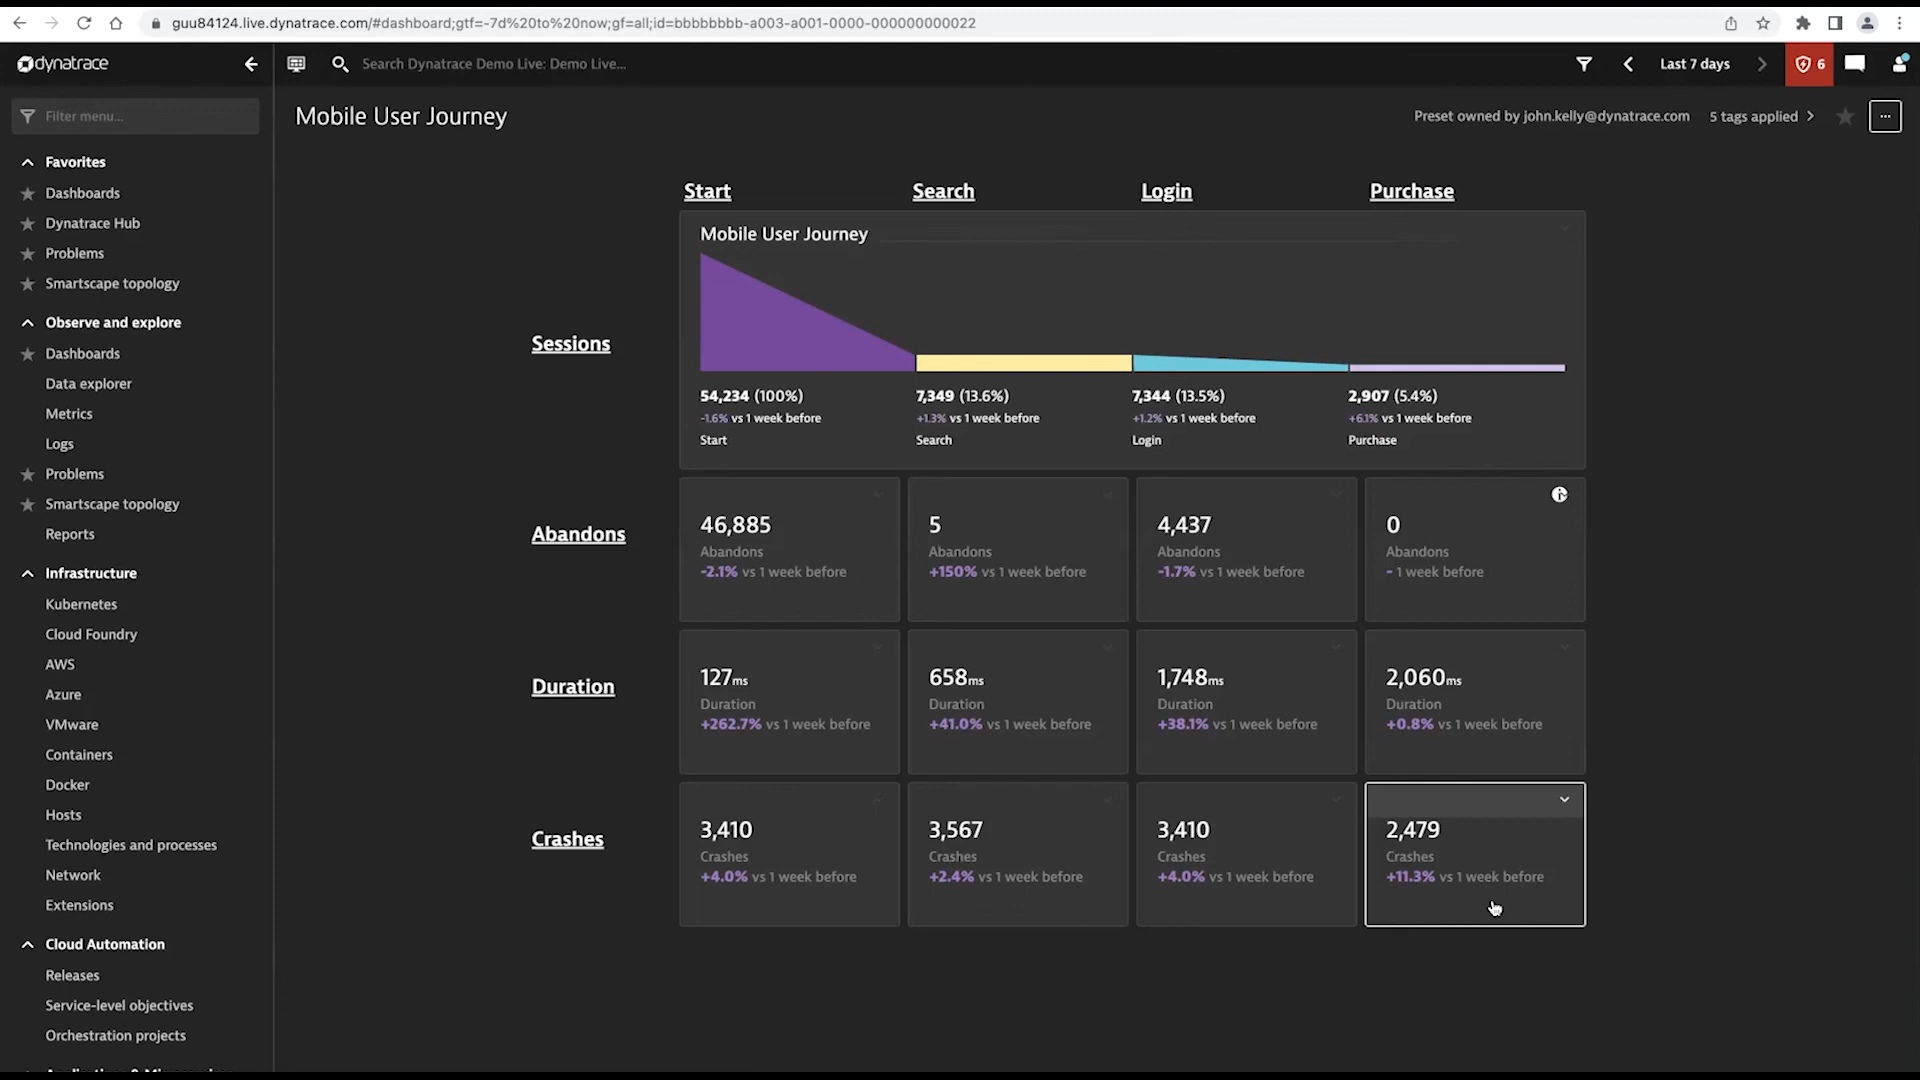 guu84124.live.dynatrace.com/#dashboard;gtf=-7d%20to%20now;gf=all;id=bbbbbbbb-a003-a001-0000-000000000022
dynatrace
Search Dynatrace Demo Live: Demo Live...
Last 7 days
6
Filter menu...
Mobile User Journey
Preset owned by john.kelly@dynatrace.com
5 tags applied
Favorites
Dashboards
Dynatrace Hub
Problems
Smartscape topology
Observe and explore
Dashboards
Data explorer
Metrics
Logs
Problems
Smartscape topology
Reports
Infrastructure
Kubernetes
Cloud Foundry
AWS
Azure
VMware
Containers
Docker
Hosts
Technologies and processes
Network
Extensions
Cloud Automation
Releases
Service-level objectives
Orchestration projects
Start Search Login Purchase
Mobile User Journey
Sessions
54,234 (100%) 7,349 (13.6%) 7,344 (13.5%) 2,907 (5.4%)
-1.6% vs 1 week before +1.3% vs 1 week before +1.2% vs 1 week before +6.1% vs 1 week before
Start Search Login Purchase
Abandons
46,885 5 4,437 0
Abandons Abandons Abandons Abandons
-2.1% vs 1 week before +150% vs 1 week before -1.7% vs 1 week before - 1 week before
Duration
127ms 658ms 1,748ms 2,060ms
Duration Duration Duration Duration
+262.7% vs 1 week before +41.0% vs 1 week before +38.1% vs 1 week before +0.8% vs 1 week before
Crashes
3,410 3,567 3,410 2,479
Crashes Crashes Crashes Crashes
+4.0% vs 1 week before +2.4% vs 1 week before +4.0% vs 1 week before +11.3% vs 1 week before